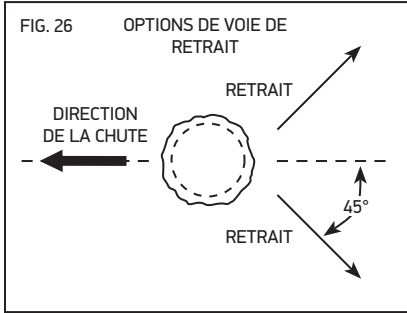 FIG. 26
OPTIONS DE VOIE DE
RETRAIT
RETRAIT
DIRECTION
DE LA CHUTE
45°
RETRAIT